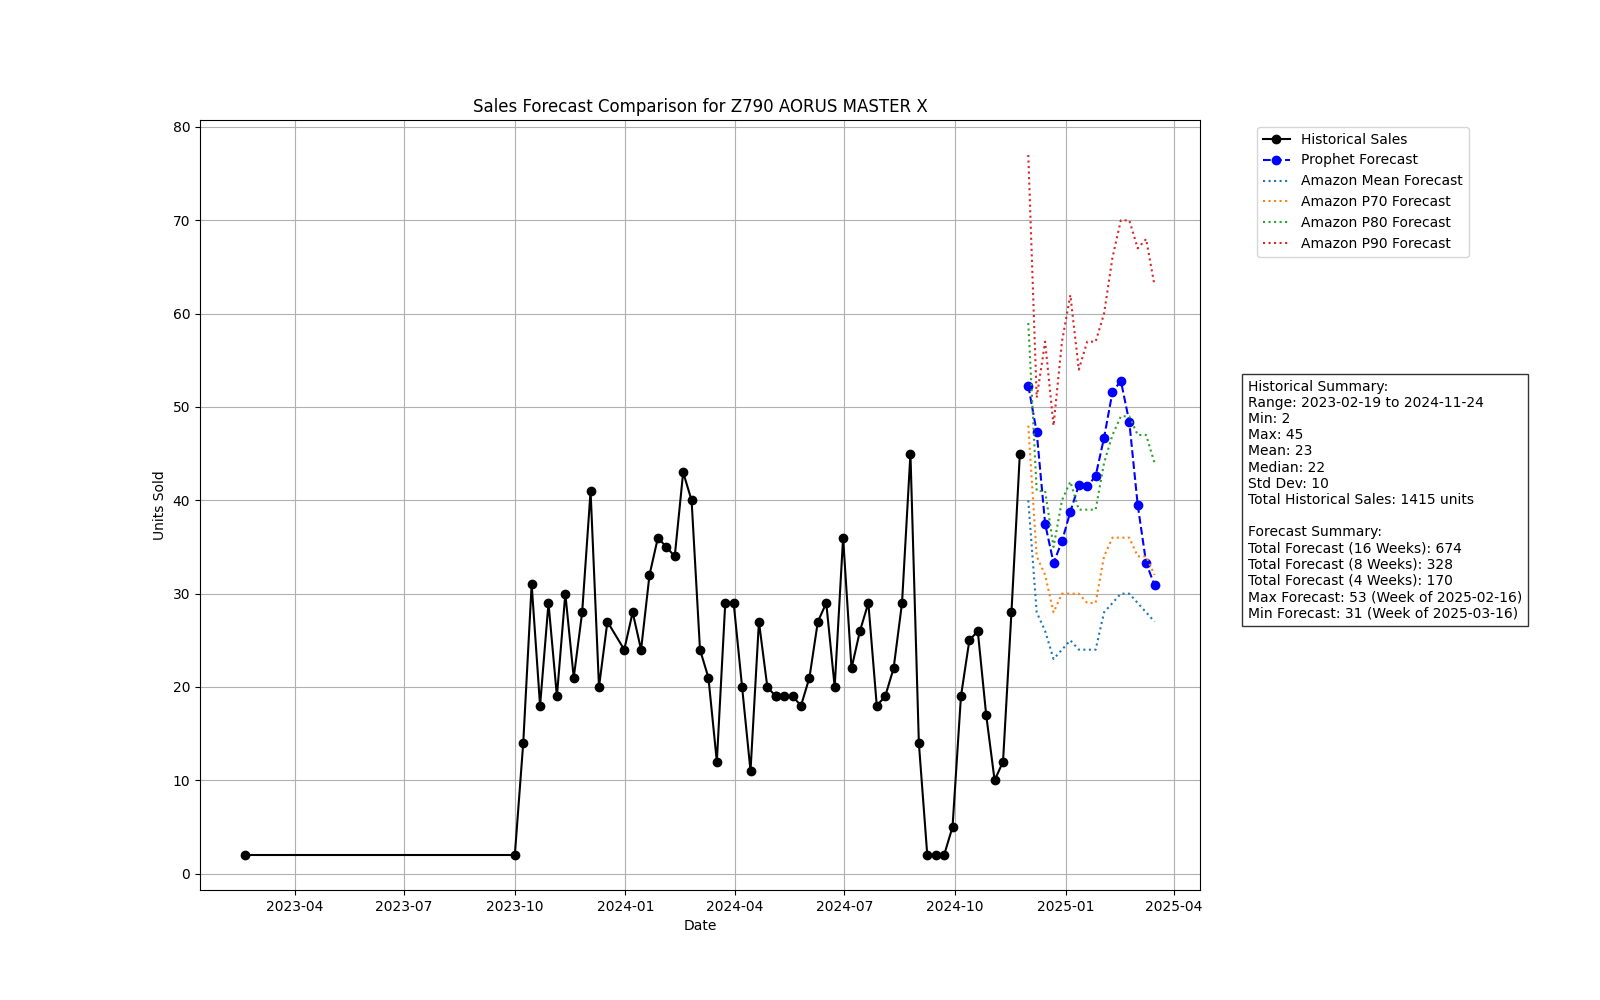 Sales Forecast Comparison for Z790 AORUS MASTER X
80
70
60
50
40
30
20
10
0
Units Sold
2023-04
2023-07
2023-10
2024-01
2024-04
2024-07
2024-10
2025-01
2025-04
Date
Historical Sales
Prophet Forecast
Amazon Mean Forecast
Amazon P70 Forecast
Amazon P80 Forecast
Amazon P90 Forecast
Historical Summary:
Range: 2023-02-19 to 2024-11-24
Min: 2
Max: 45
Mean: 23
Median: 22
Std Dev: 10
Total Historical Sales: 1415 units
Forecast Summary:
Total Forecast (16 Weeks): 674
Total Forecast (8 Weeks): 328
Total Forecast (4 Weeks): 170
Max Forecast: 53 (Week of 2025-02-16)
Min Forecast: 31 (Week of 2025-03-16)